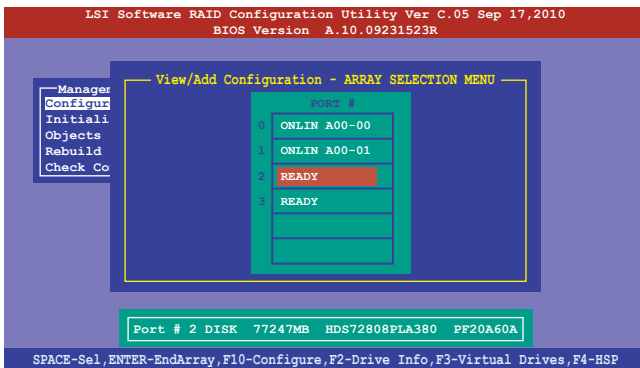 LSI Software RAID Configuration Utility Ver C.05 Sep 17,2010
BIOS Version A.10.09231523R
View/Add Configuration - ARRAY SELECTION MENU
Managem
Configur
Initiali
Objects
Rebuild
Check Co
PORT #
0 ONLIN A00-00
1 ONLIN A00-01
2 READY
3 READY
Port # 2 DISK 77247MB HDS72808PLA380 PF20A60A
SPACE-Sel,ENTER-EndArray,F10-Configure,F2-Drive Info,F3-Virtual Drives,F4-HSP